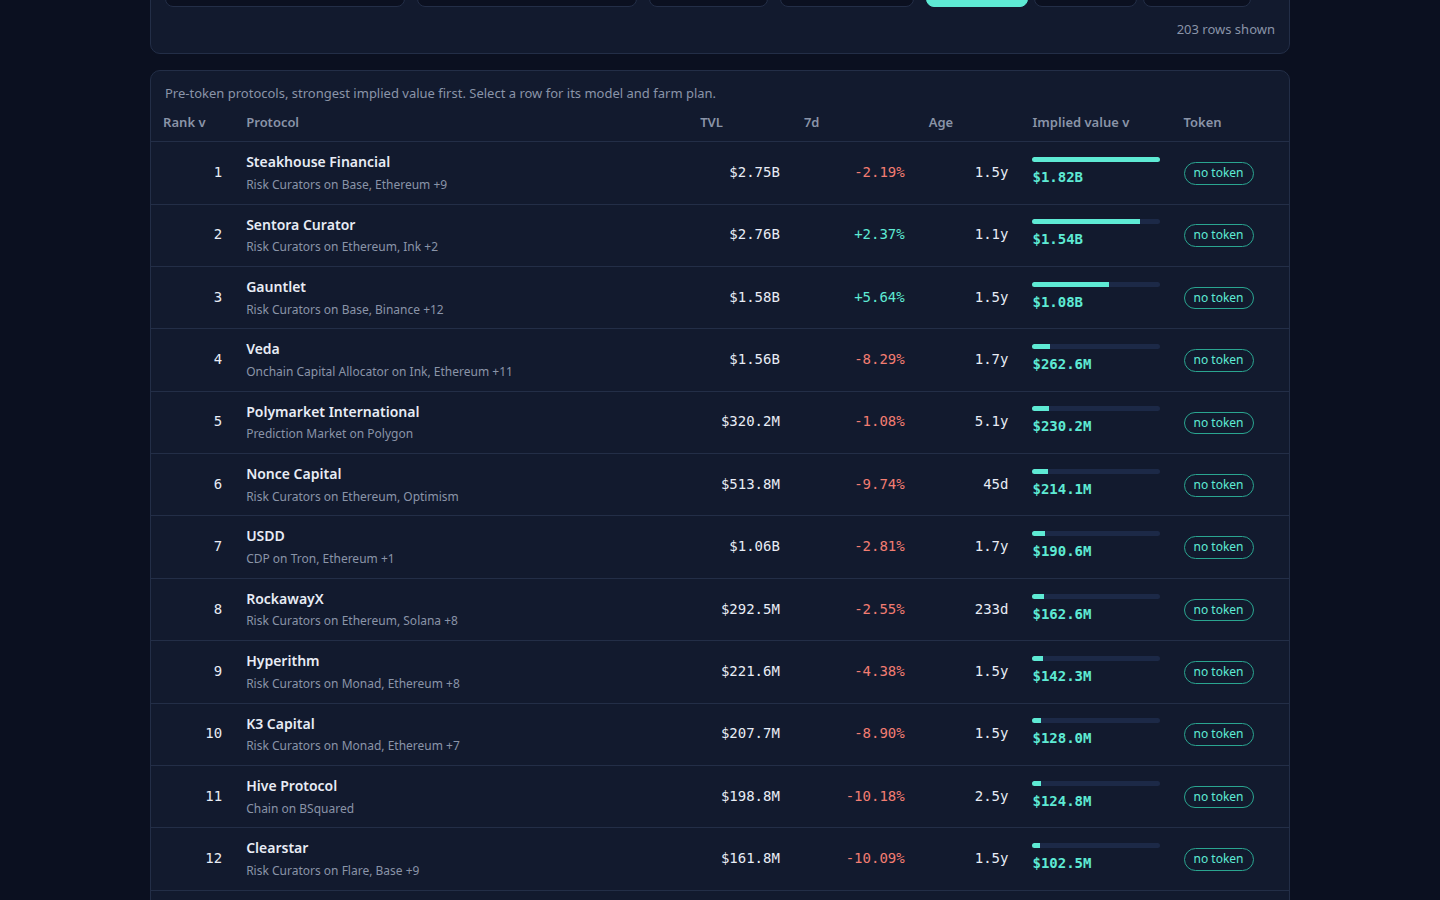 203 rows shown
Pre-token protocols, strongest implied value first. Select a row for its model and farm plan.
Rank v Protocol TVL 7d Age Implied value v Token
1 Steakhouse Financial $2.75B -2.19% 1.5y $1.82B no token
Risk Curators on Base, Ethereum +9
2 Sentora Curator $2.76B +2.37% 1.1y $1.54B no token
Risk Curators on Ethereum, Ink +2
3 Gauntlet $1.58B +5.64% 1.5y $1.08B no token
Risk Curators on Base, Binance +12
4 Veda $1.56B -8.29% 1.7y $262.6M no token
Onchain Capital Allocator on Ink, Ethereum +11
5 Polymarket International $320.2M -1.08% 5.1y $230.2M no token
Prediction Market on Polygon
6 Nonce Capital $513.8M -9.74% 45d $214.1M no token
Risk Curators on Ethereum, Optimism
7 USDD $1.06B -2.81% 1.7y $190.6M no token
CDP on Tron, Ethereum +1
8 RockawayX $292.5M -2.55% 233d $162.6M no token
Risk Curators on Ethereum, Solana +8
9 Hyperithm $221.6M -4.38% 1.5y $142.3M no token
Risk Curators on Monad, Ethereum +8
10 K3 Capital $207.7M -8.90% 1.5y $128.0M no token
Risk Curators on Monad, Ethereum +7
11 Hive Protocol $198.8M -10.18% 2.5y $124.8M no token
Chain on BSquared
12 Clearstar $161.8M -10.09% 1.5y $102.5M no token
Risk Curators on Flare, Base +9